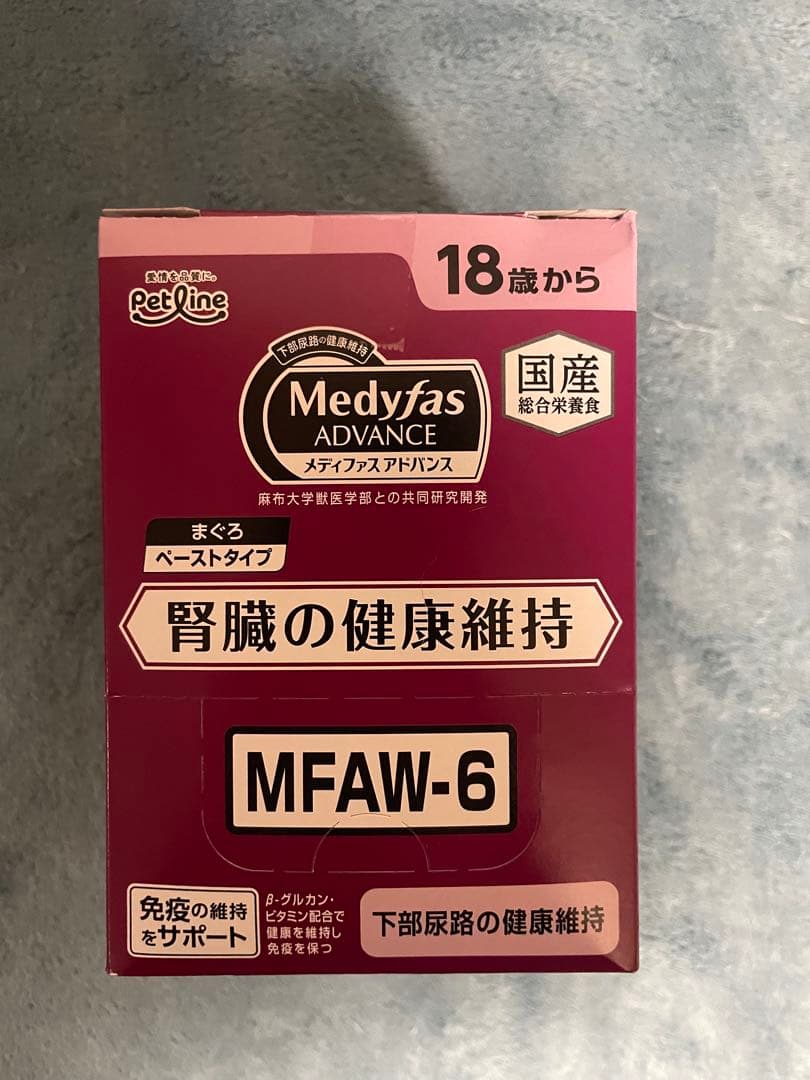 18歳から
愛情を品質に。
Petline
下部尿路の健康維持
Medyfas
ADVANCE
メディファス アドバンス
国産
総合栄養食
麻布大学獣医学部との共同研究開発
まぐろ
ペーストタイプ
腎臓の健康維持
MFAW-6
免疫の維持
をサポート
β-グルカン・
ビタミン配合で
健康を維持し
免疫を保つ
下部尿路の健康維持